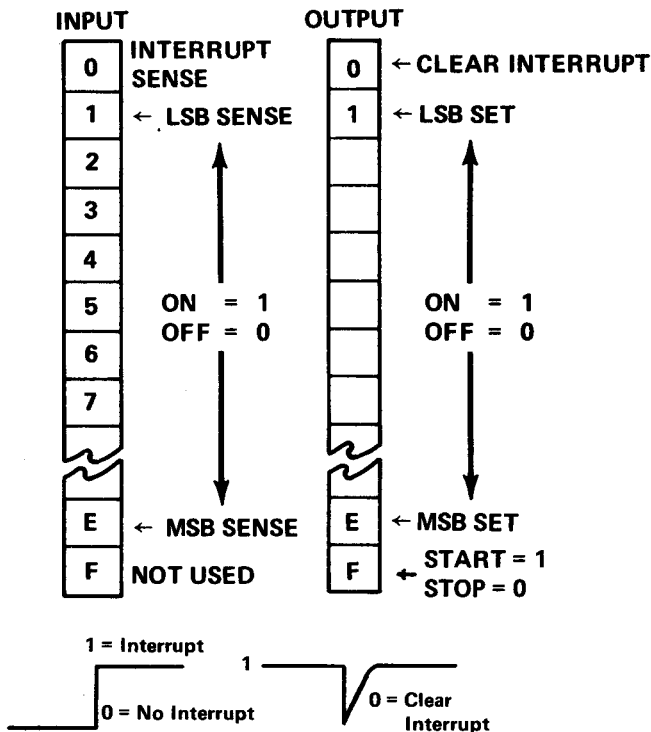 INPUT OUTPUT
0 INTERRUPT SENSE 0 ← CLEAR INTERRUPT
1 ← LSB SENSE 1 ← LSB SET
2
3
4
5 ON = 1 ON = 1
OFF = 0 OFF = 0
6
7
E ← MSB SENSE E ← MSB SET
F NOT USED F ← START = 1
STOP = 0
1 = Interrupt 1
0 = No Interrupt 0 = Clear
Interrupt